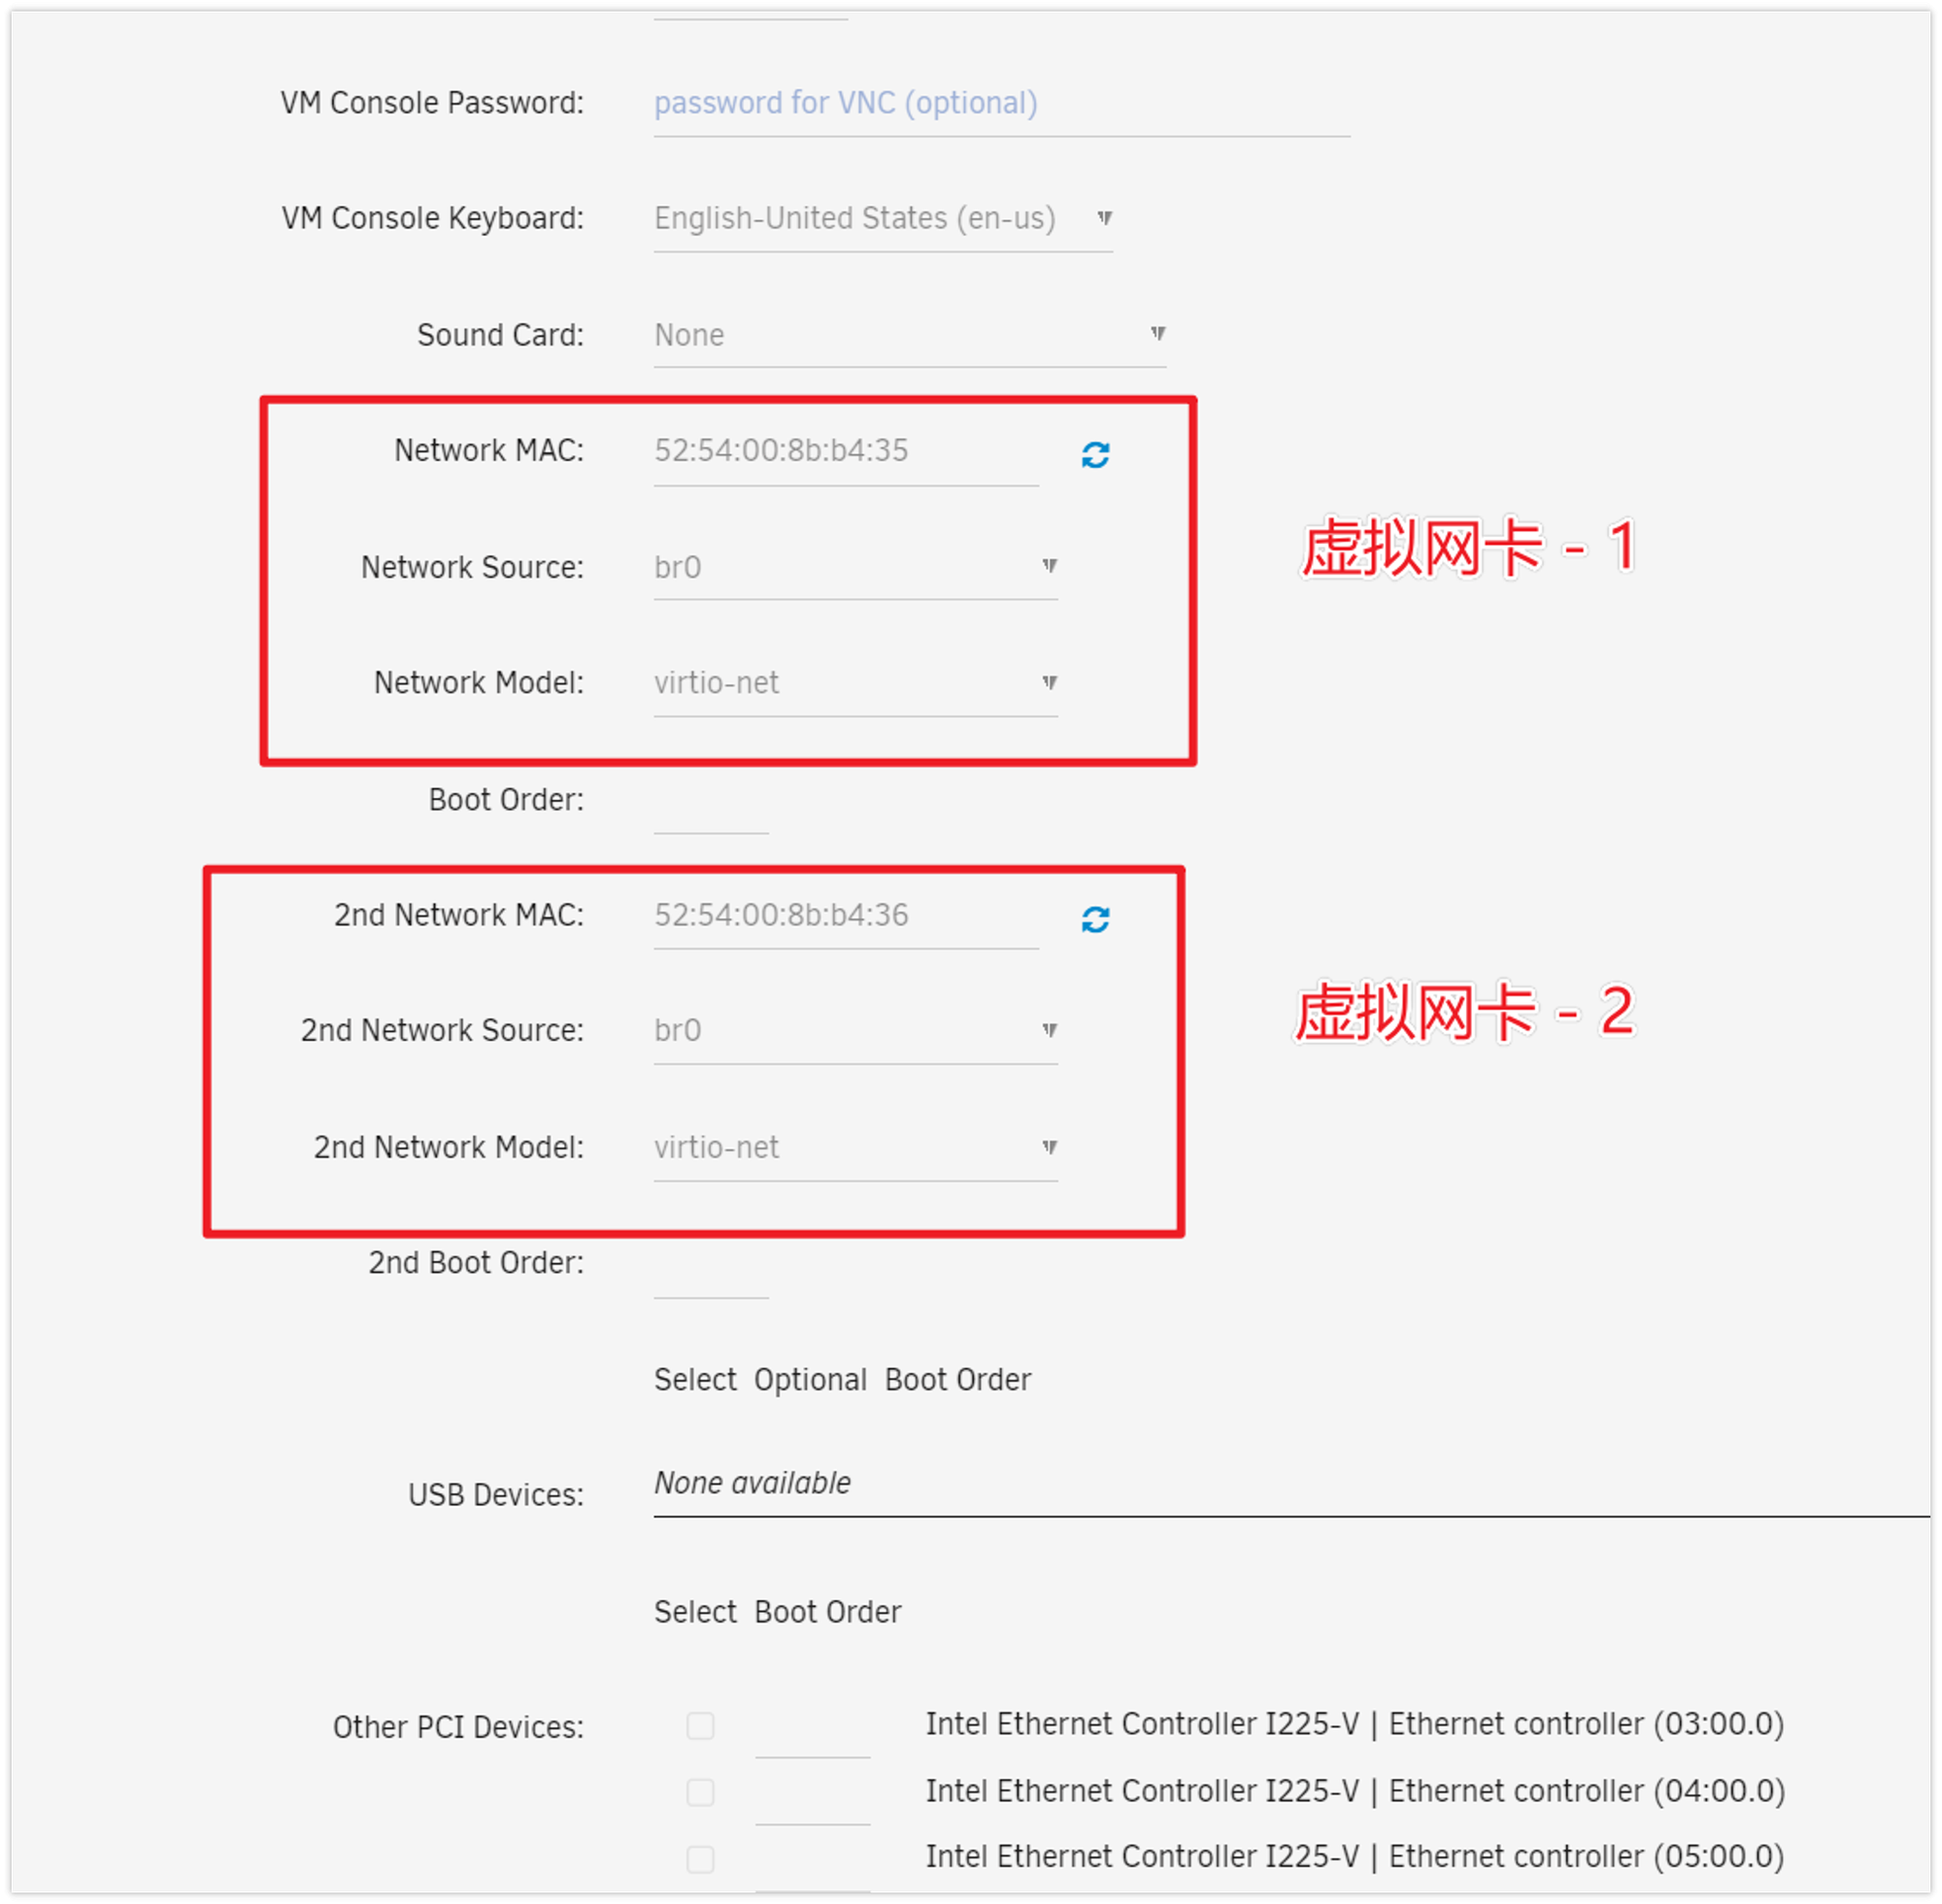 VM Console Password: password for VNC (optional)
VM Console Keyboard: English-United States (en-us)
Sound Card: None
Network MAC: 52:54:00:8b:b4:35
Network Source: br0
虚拟网卡 - 1
Network Model: virtio-net
Boot Order:
2nd Network MAC: 52:54:00:8b:b4:36
2nd Network Source: br0
虚拟网卡 - 2
2nd Network Model: virtio-net
2nd Boot Order:
Select Optional Boot Order
USB Devices: None available
Select Boot Order
Other PCI Devices: Intel Ethernet Controller I225-V | Ethernet controller (03:00.0)
Intel Ethernet Controller I225-V | Ethernet controller (04:00.0)
Intel Ethernet Controller I225-V | Ethernet controller (05:00.0)